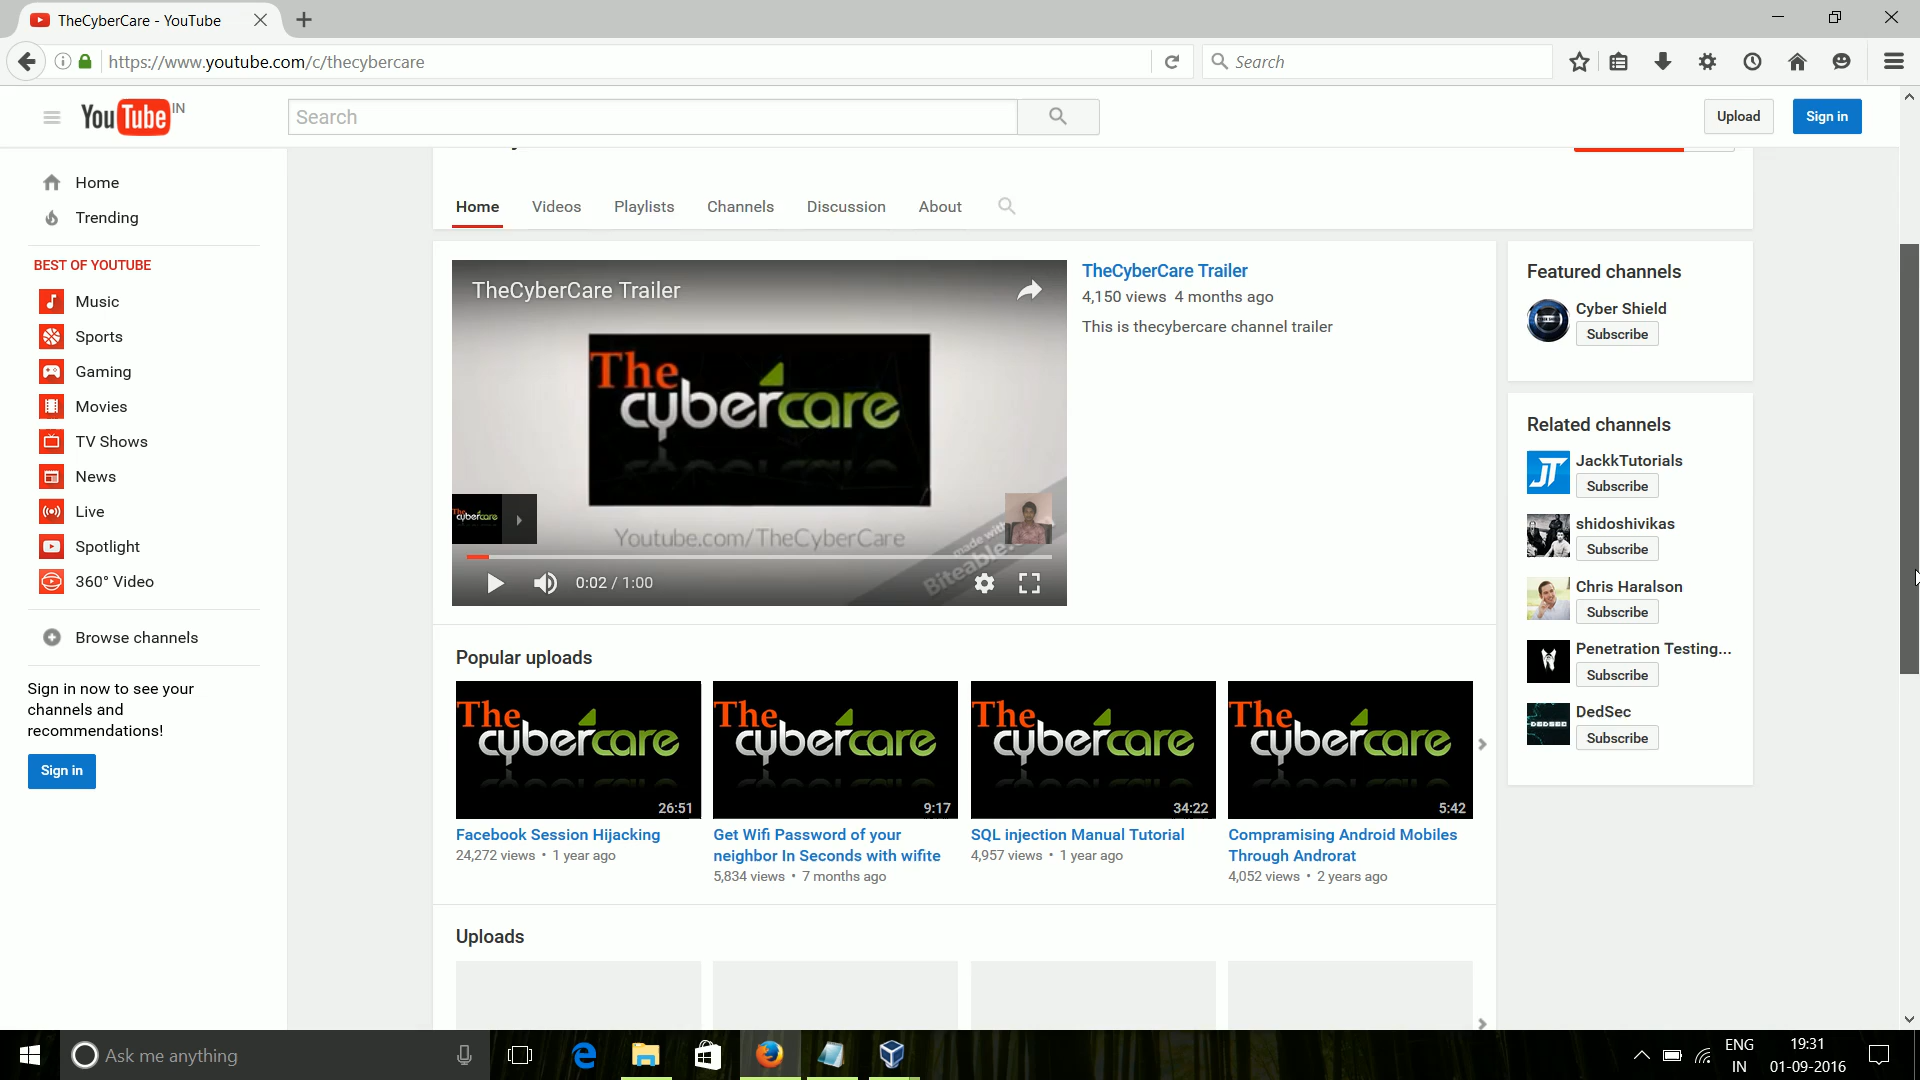 TheCyberCare - YouTube
https://www.youtube.com/c/thecybercare
Search
YouTube IN
Search
Upload
Sign in
Home
Trending
BEST OF YOUTUBE
Music
Sports
Gaming
Movies
TV Shows
News
Live
Spotlight
360° Video
Browse channels
Sign in now to see your
channels and
recommendations!
Sign in
Home Videos Playlists Channels Discussion About
TheCyberCare Trailer
The
cybercare
cybercare
Youtube.com/TheCyberCare
made with
Biteable.
0:02 / 1:00
TheCyberCare Trailer
4,150 views 4 months ago
This is thecybercare channel trailer
Popular uploads
The
cybercare
26:51
Facebook Session Hijacking
24,272 views • 1 year ago
The
cybercare
9:17
Get Wifi Password of your
neighbor In Seconds with wifite
5,834 views • 7 months ago
The
cybercare
34:22
SQL injection Manual Tutorial
4,957 views • 1 year ago
The
cybercare
5:42
Compramising Android Mobiles
Through Androrat
4,052 views • 2 years ago
Uploads
Featured channels
Cyber Shield
Subscribe
Related channels
JT
JackkTutorials
Subscribe
shidoshivikas
Subscribe
Chris Haralson
Subscribe
Penetration Testing...
Subscribe
DEDSEC
DedSec
Subscribe
Ask me anything
ENG
IN
19:31
01-09-2016